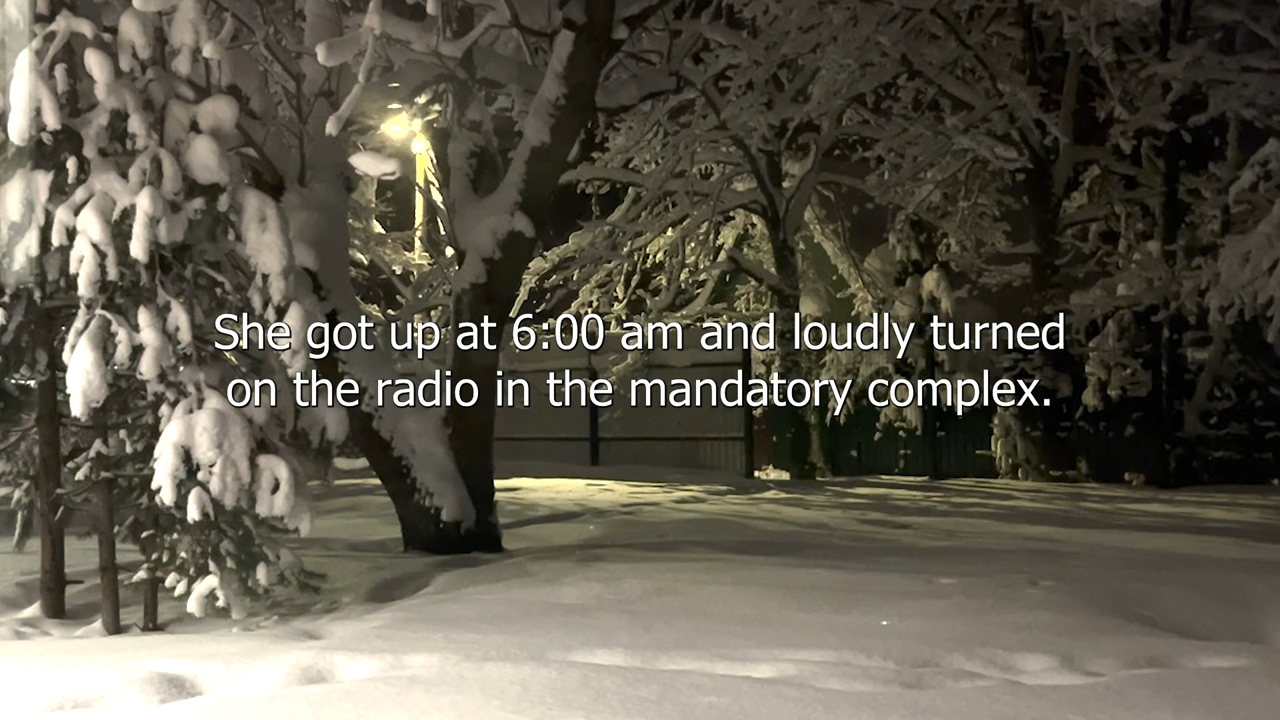 She got up at 6:00 am and loudly turned
on the radio in the mandatory complex.